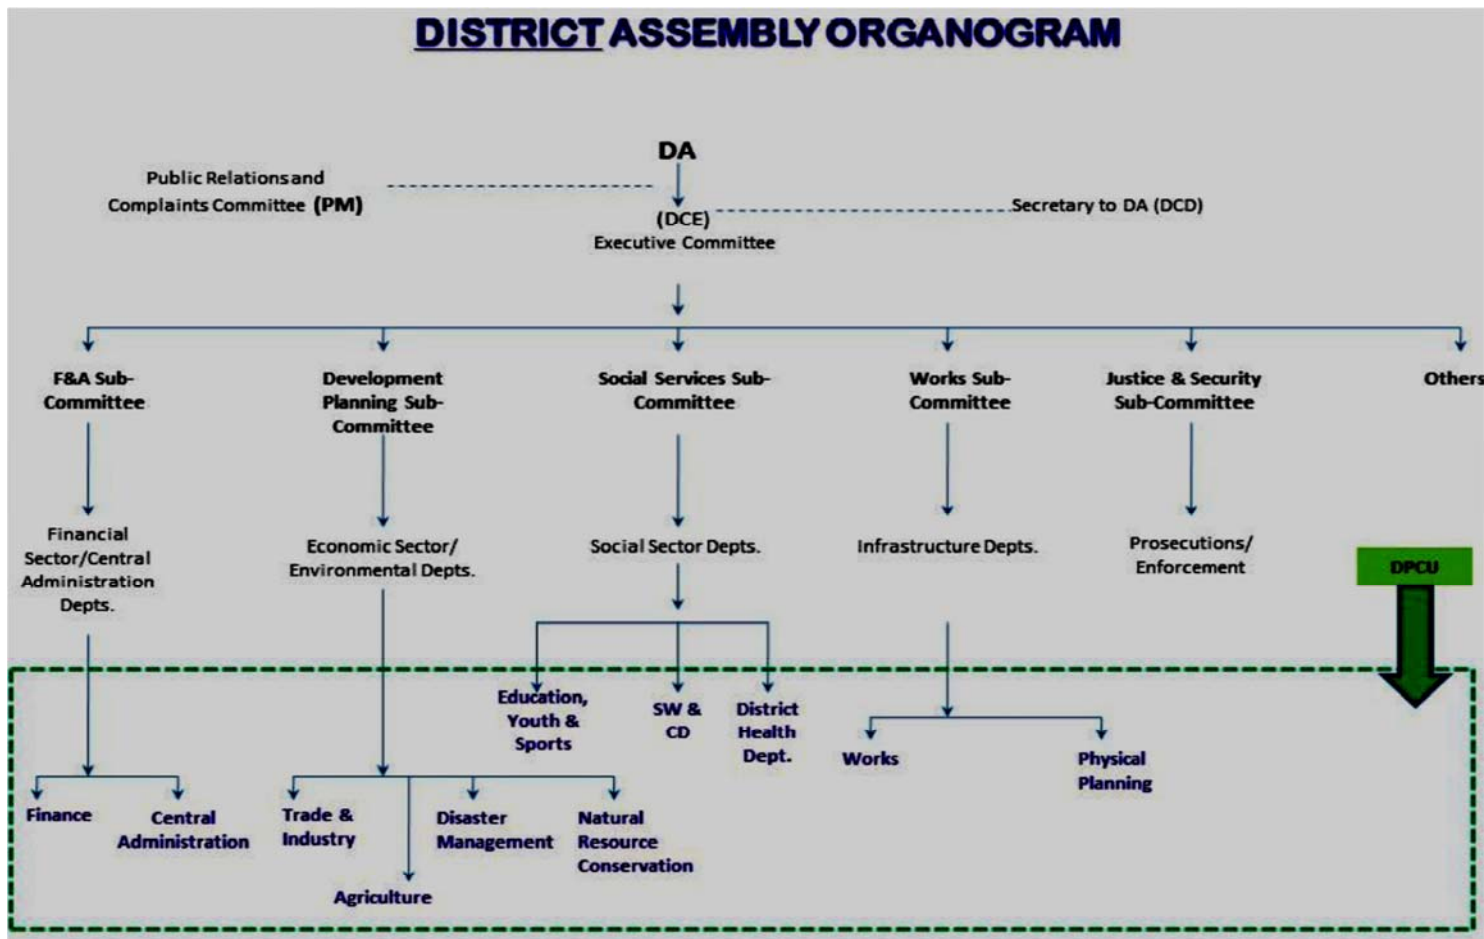 DISTRICT ASSEMBLY ORGANOGRAM
DA
Public Relations and
Complaints Committee (PM)
Secretary to DA (DCD)
(DCE)
Executive Committee
F&A Sub-
Committee
Development
Planning Sub-
Committee
Social Services Sub-
Committee
Works Sub-
Committee
Justice & Security
Sub-Committee
Others
Financial
Sector/Central
Administration
Depts.
Economic Sector/
Environmental Depts.
Social Sector Depts.
Infrastructure Depts.
Prosecutions/
Enforcement
DPCU
Education,
Youth &
Sports
SW &
CD
District
Health
Dept.
Works
Physical
Planning
Finance
Central
Administration
Trade &
Industry
Agriculture
Disaster
Management
Natural
Resource
Conservation